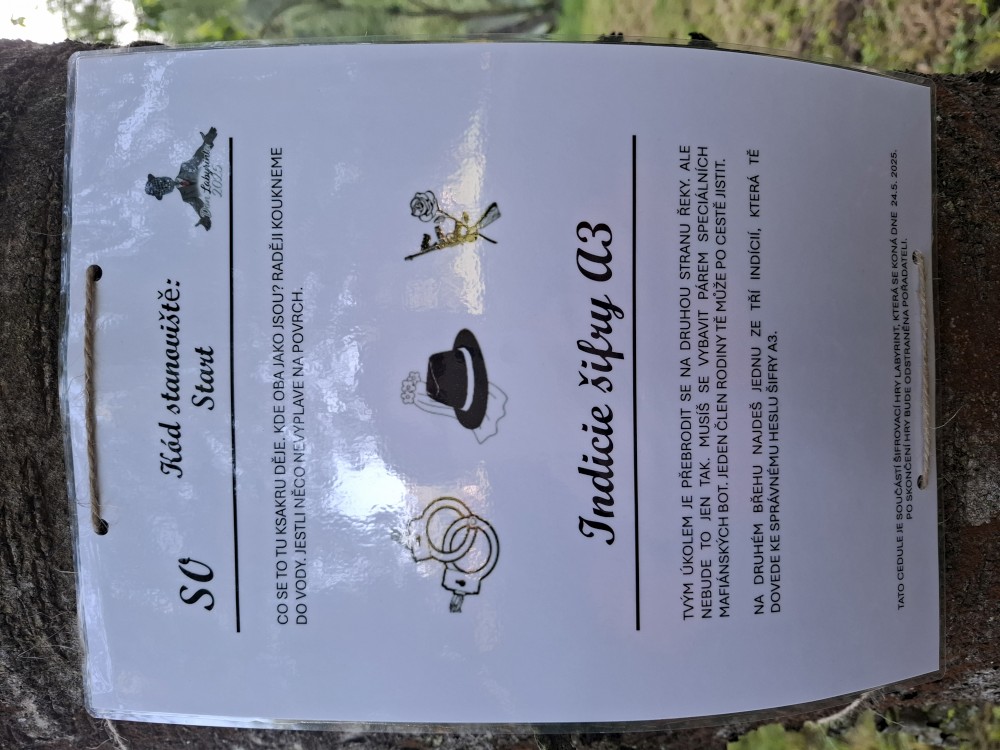 SO
Kód stanoviště:
Start
Don Labyrint
2025
CO SE TO TU KSAKRU DĚJE. KDE OBA JAKO JSOU? RADĚJI KOUKNEME
DO VODY. JESTLI NĚCO NEVYPLAVE NA POVRCH.
Indicie šifry A3
TVÝM ÚKOLEM JE PŘEBRODIT SE NA DRUHOU STRANU ŘEKY. ALE
NEBUDE TO JEN TAK. MUSÍŠ SE VYBAVIT PÁREM SPECIÁLNÍCH
MAFIÁNSKÝCH BOT. JEDEN ČLEN RODINY TĚ MŮŽE PO CESTĚ JISTIT.
NA DRUHÉM BŘEHU NAJDEŠ JEDNU ZE TŘÍ INDÍCIÍ, KTERÁ TĚ
DOVEDE KE SPRÁVNÉMU HESLU ŠIFRY A3.
TATO CEDULE JE SOUČÁSTÍ ŠIFROVACÍ HRY LABYRINT, KTERÁ SE KONÁ DNE 24.5. 2025.
PO SKONČENÍ HRY BUDE ODSTRANĚNA POŘADATELI.